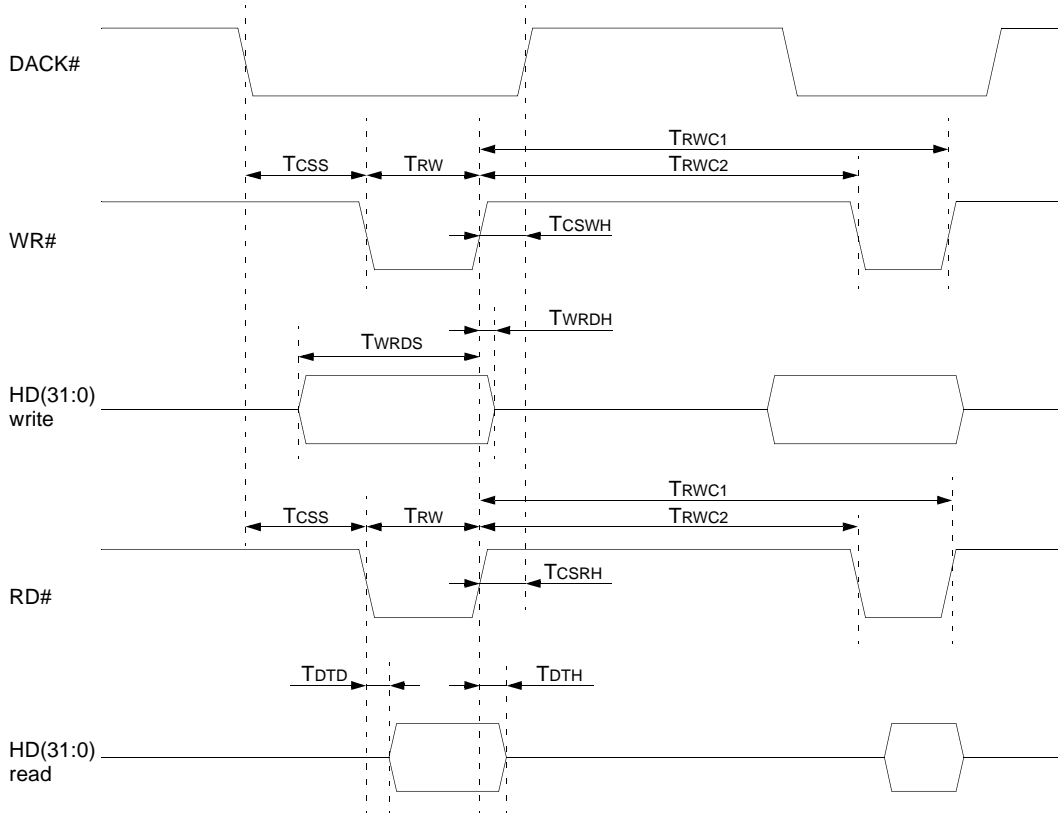 DACK#
TRWC1
TCSS TRW TRWC2
WR#
TCSWH
TWRDH
TWRDS
HD(31:0)
write
TRWC1
TCSS TRW TRWC2
TCSRH
RD#
TDTD TDTH
HD(31:0)
read